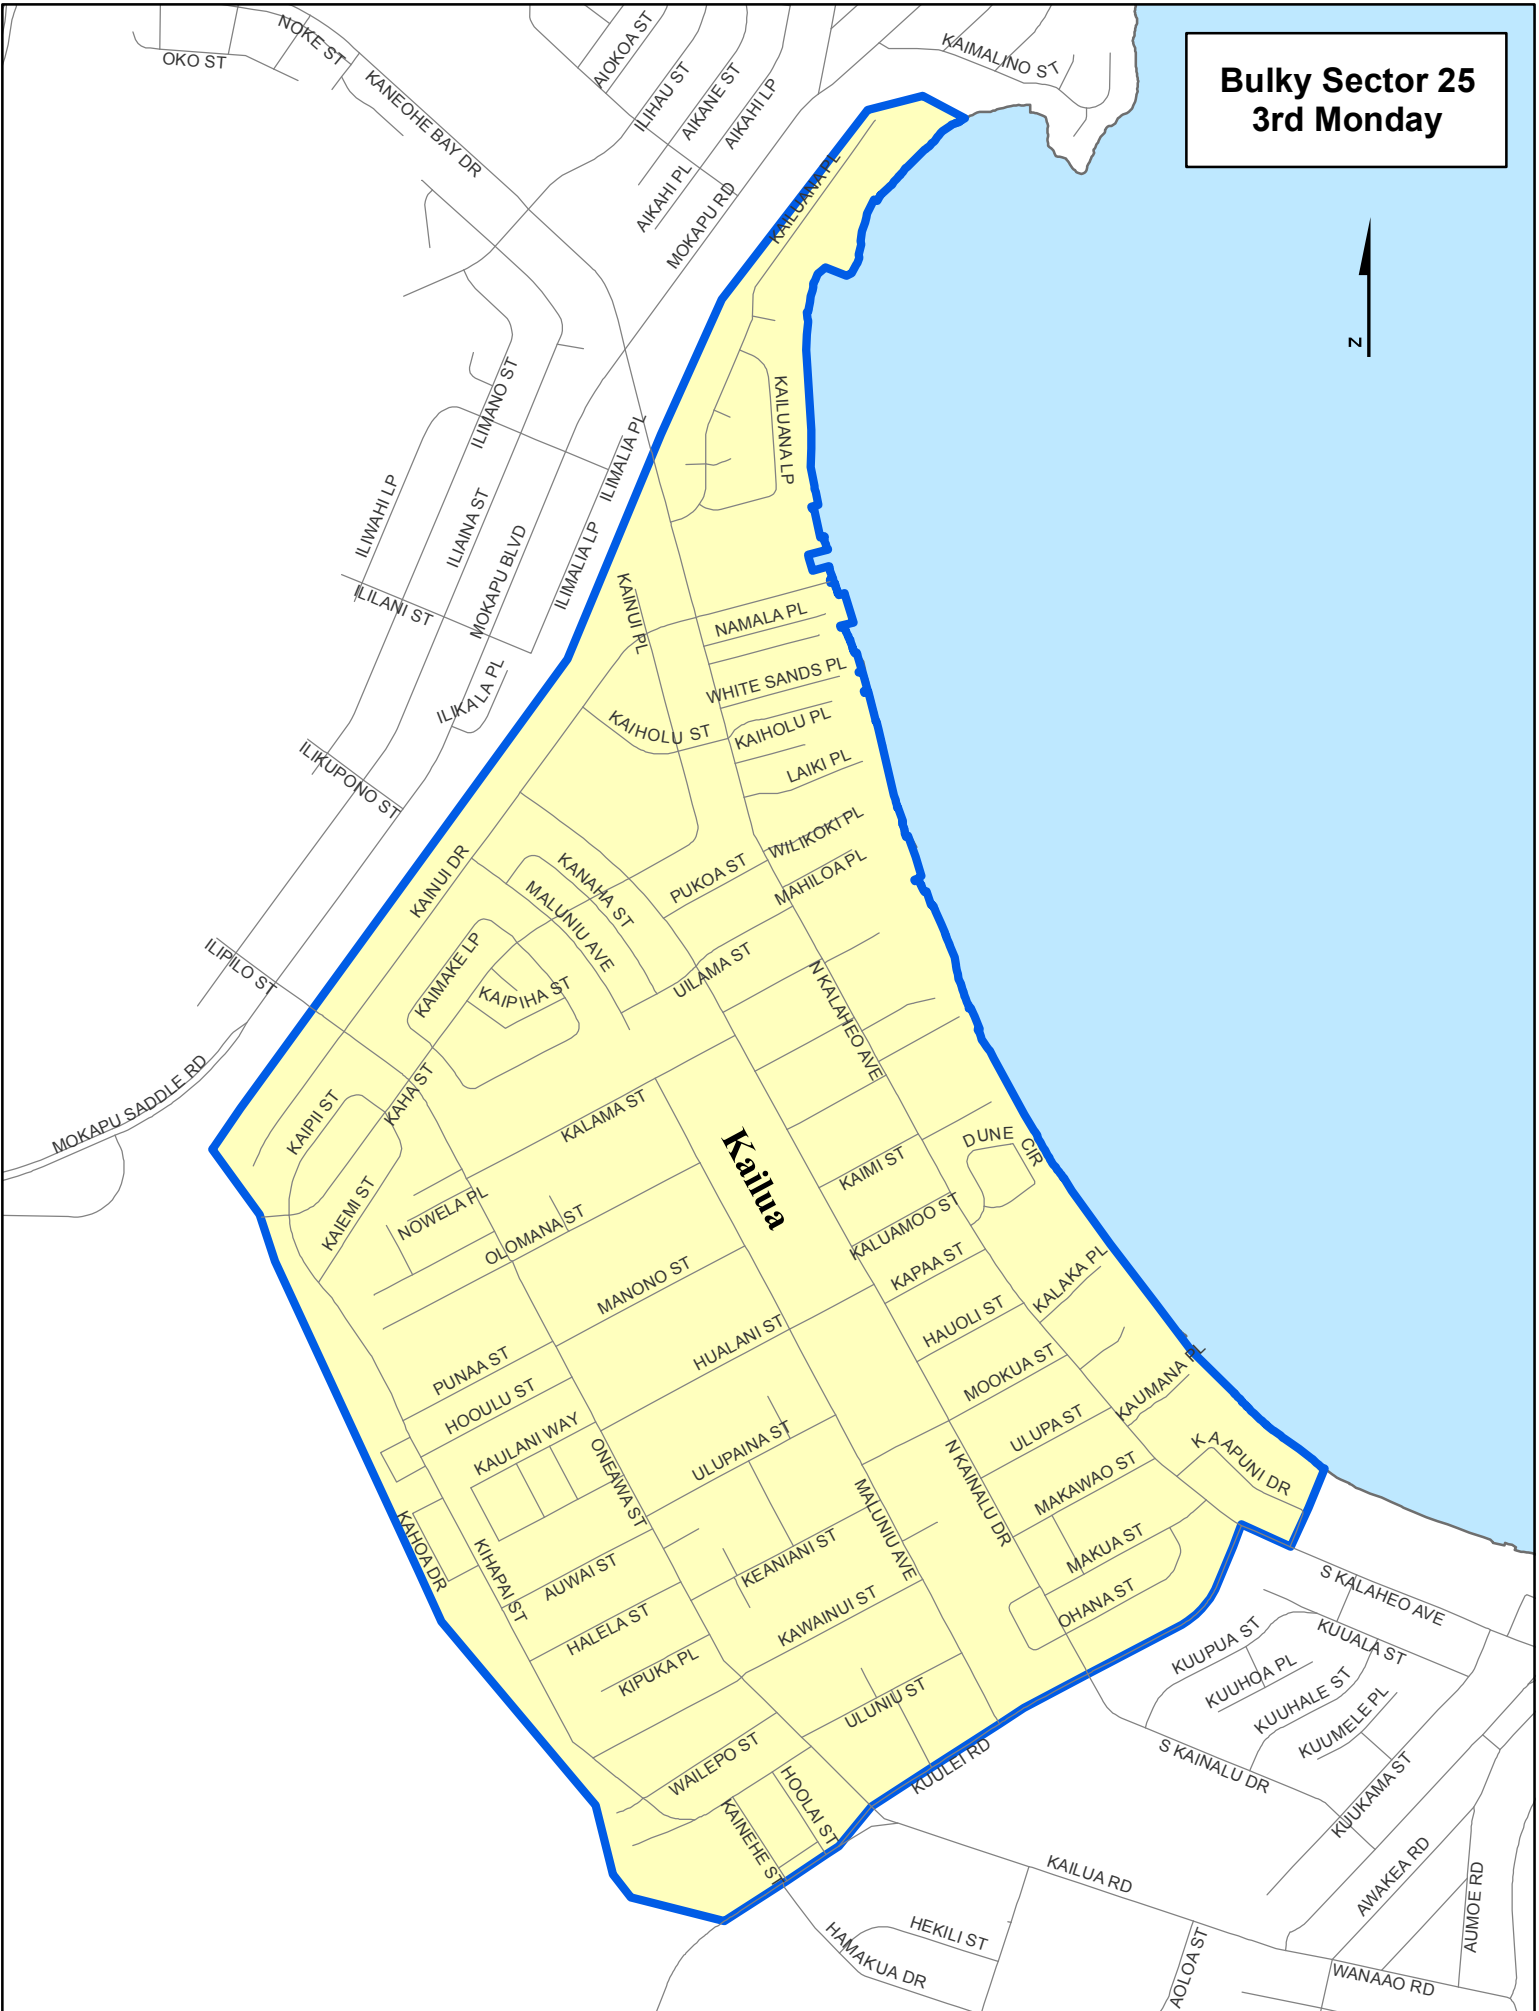 Bulky Sector 25
3rd Monday
NOKE ST
OKO ST
KANEOHE BAY DR
AIOKOA ST
ILIHAU ST
AIKANE ST
AIKAHI LP
AIKAHI PL
MOKAPU RD
KAIMALINO ST
KAILUANA PL
N
KAILUANA LP
ILIMANO ST
ILIMALIA PL
ILIWAHI LP
ILIAINA ST
MOKAPU BLVD
ILIMALIA LP
ILILANI ST
KAINUI PL
NAMALA PL
ILIKALA PL
WHITE SANDS PL
KAIHOLU ST
KAIHOLU PL
LAIKI PL
ILIKUPONO ST
WILIKOKI PL
KAINUI DR
KANAHA ST
PUKOA ST
MAHILOA PL
MALUNIU AVE
ILIPILO ST
KAIMAKE LP
KAIPIHA ST
UILAMA ST
N KALAHEO AVE
MOKAPU SADDLE RD
KAIPII ST
KAHA ST
KALAMA ST
Kailua
DUNE CIR
KAIMI ST
KAIEMI ST
NOWELA PL
OLOMANA ST
KALUAMOO ST
KAPAA ST
KALAKA PL
MANONO ST
HAUOLI ST
HUALANI ST
PUNAA ST
MOOKUA ST
KAUMANA PL
HOOULU ST
KAULANI WAY
ONEAWA ST
ULUPAINA ST
ULUPA ST
KAAPUNI DR
MAKAWAO ST
N KAINALU DR
MALUNIU AVE
KAHOA DR
KIHAPAI ST
AUWAI ST
KEANIANI ST
MAKUA ST
HALELA ST
KAWAINUI ST
OHANA ST
S KALAHEO AVE
KIPUKA PL
KUUPUA ST
KUUALA ST
KUUHOA PL
ULUNIU ST
KUUHALE ST
KUUMELE PL
WAILEPO ST
KUULEI RD
S KAINALU DR
HOOLAI ST
KAINEHE ST
KUUKAMA ST
KAILUA RD
AWAKEA RD
AUMOE RD
HEKILI ST
HAMAKUA DR
AOLOA ST
WANAAO RD